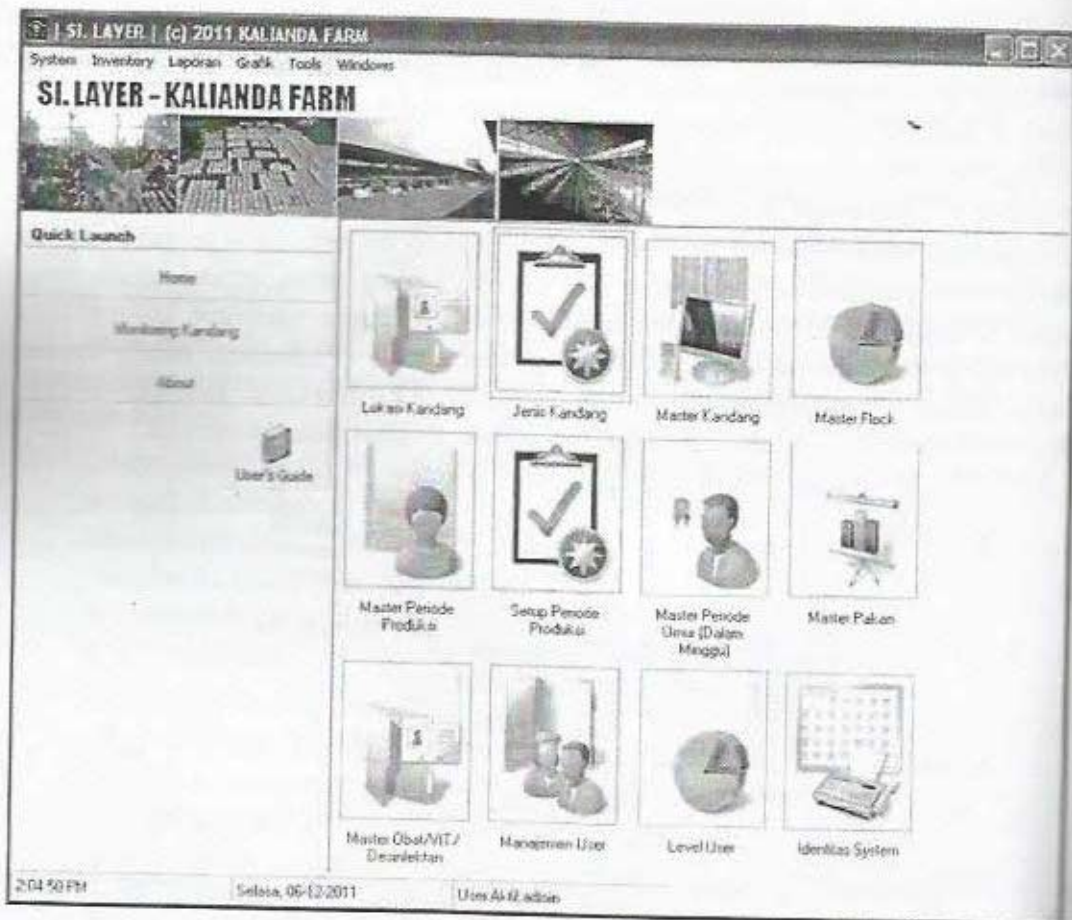 | SI. LAYER | (c) 2011 KALIANDA FARM
System Inventory Laporan Grafik Tools Windows
SI. LAYER - KALIANDA FARM
Quick Launch
Home
Monitoring Kandang
About
User's Guide
Lokasi Kandang
Jenis Kandang
Master Kandang
Master Flock
Master Periode
Produksi
Setup Periode
Produksi
Master Periode
Umur (Dalam
Minggu)
Master Pakan
Master Obat/VIT/
Desinfektan
Manajemen User
Level User
Identitas System
2:04:50 PM
Selasa, 06-12-2011
User Aktif: admin